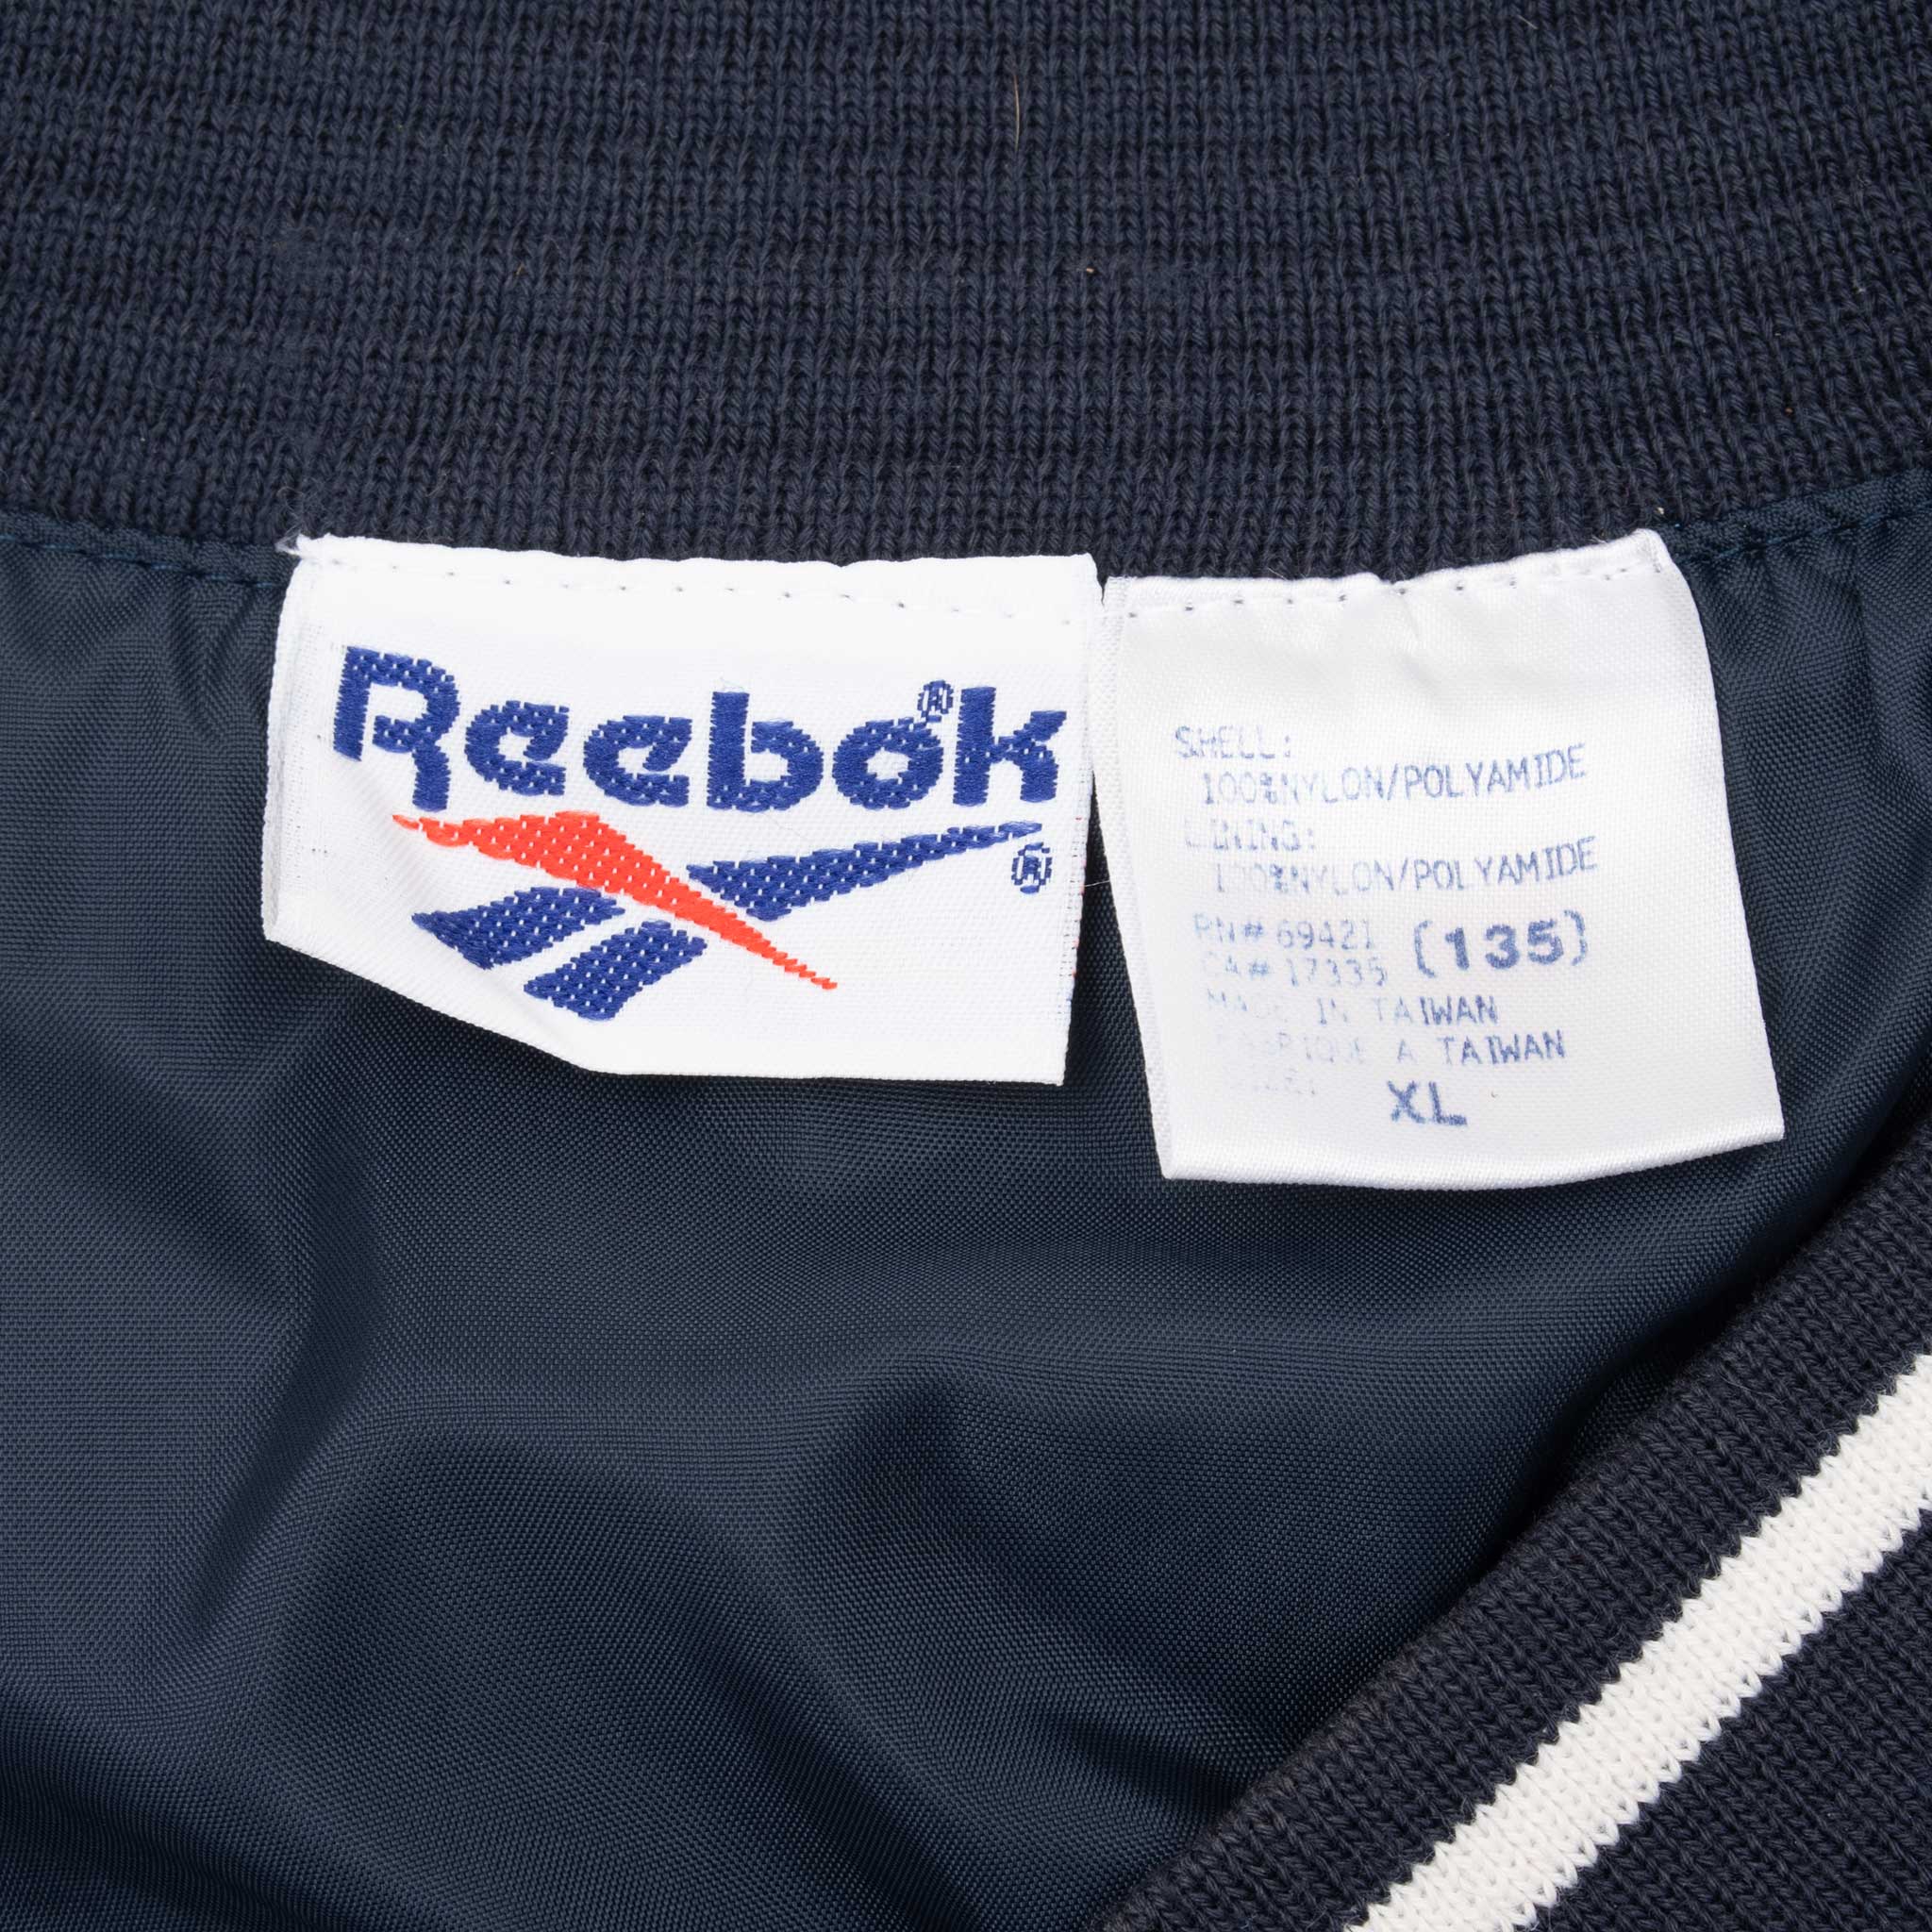 Reebok®
®
SHELL:
100%NYLON/POLYAMIDE
LINING:
100%NYLON/POLYAMIDE
RN# 69421 (135)
CA# 17335
MADE IN TAIWAN
FABRIQUE A TAIWAN
SIZE: XL